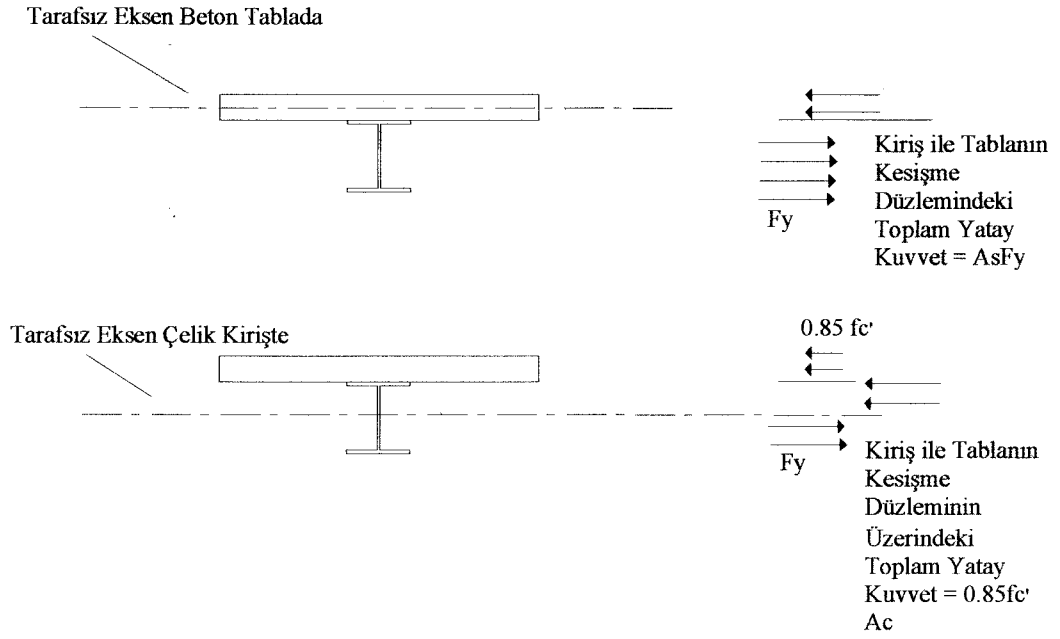 Tarafsız Eksen Beton Tablada
Kiriş ile Tablanın
Kesişme
Düzlemindeki
Toplam Yatay
Kuvvet = AsFy
Fy
Tarafsız Eksen Çelik Kirişte
0.85 fc'
Fy
Kiriş ile Tablanın
Kesişme
Düzleminin
Üzerindeki
Toplam Yatay
Kuvvet = 0.85fc'
Ac